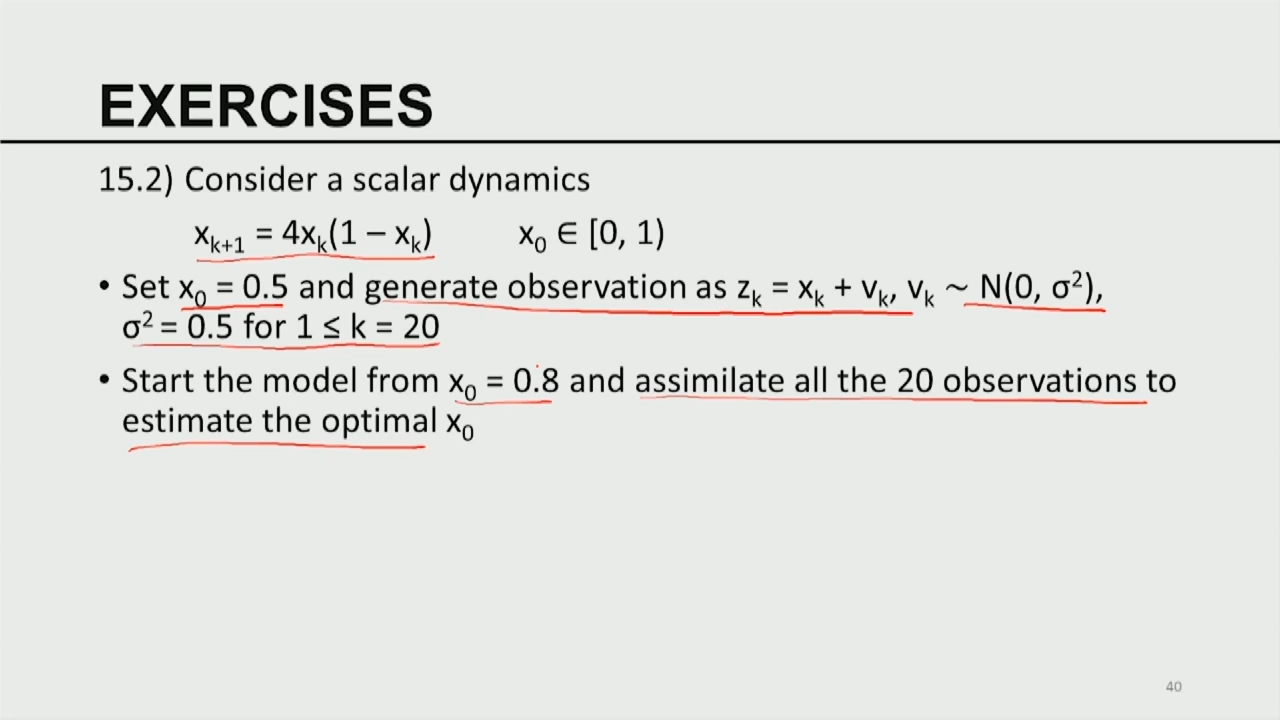 EXERCISES
15.2) Consider a scalar dynamics
xₖ₊₁ = 4xₖ(1 – xₖ) x₀ ∈ [0, 1)
• Set x₀ = 0.5 and generate observation as zₖ = xₖ + vₖ, vₖ ~ N(0, σ²),
σ² = 0.5 for 1 ≤ k = 20
• Start the model from x₀ = 0.8 and assimilate all the 20 observations to
estimate the optimal x₀
40